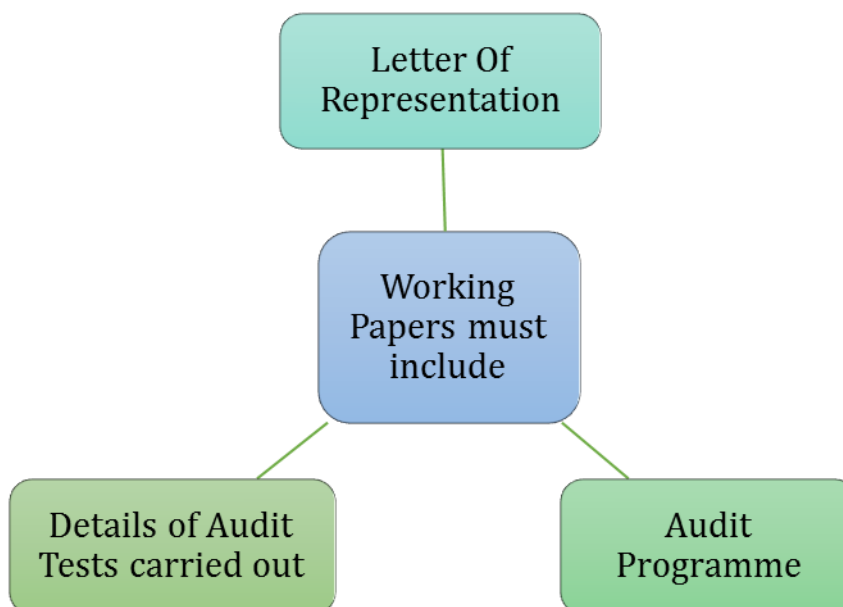 Letter Of
Representation
Working
Papers must
include
Details of Audit
Tests carried out
Audit
Programme